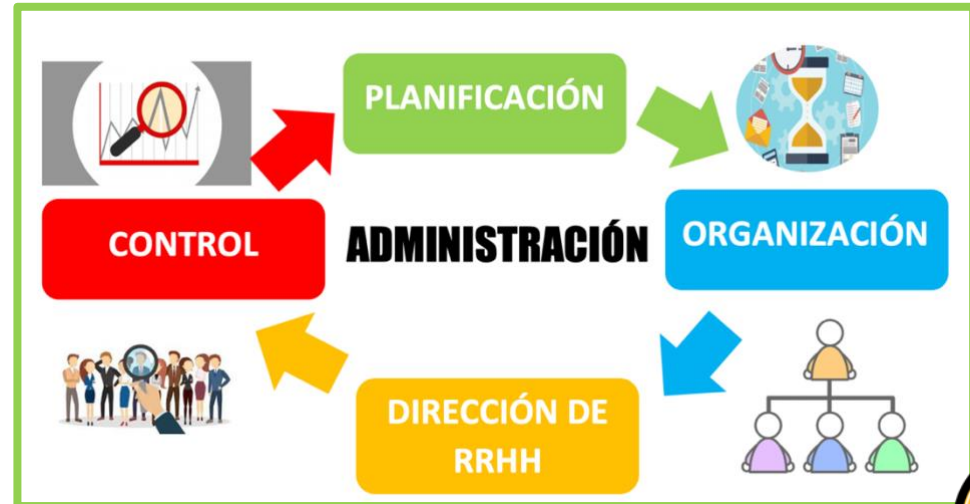 PLANIFICACIÓN
CONTROL
ADMINISTRACIÓN
ORGANIZACIÓN
DIRECCIÓN DE
RRHH